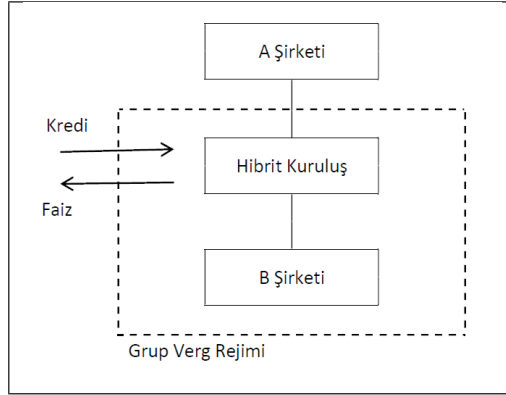 A Şirketi
Kredi
Hibrit Kuruluş
Faiz
B Şirketi
Grup Verg Rejimi